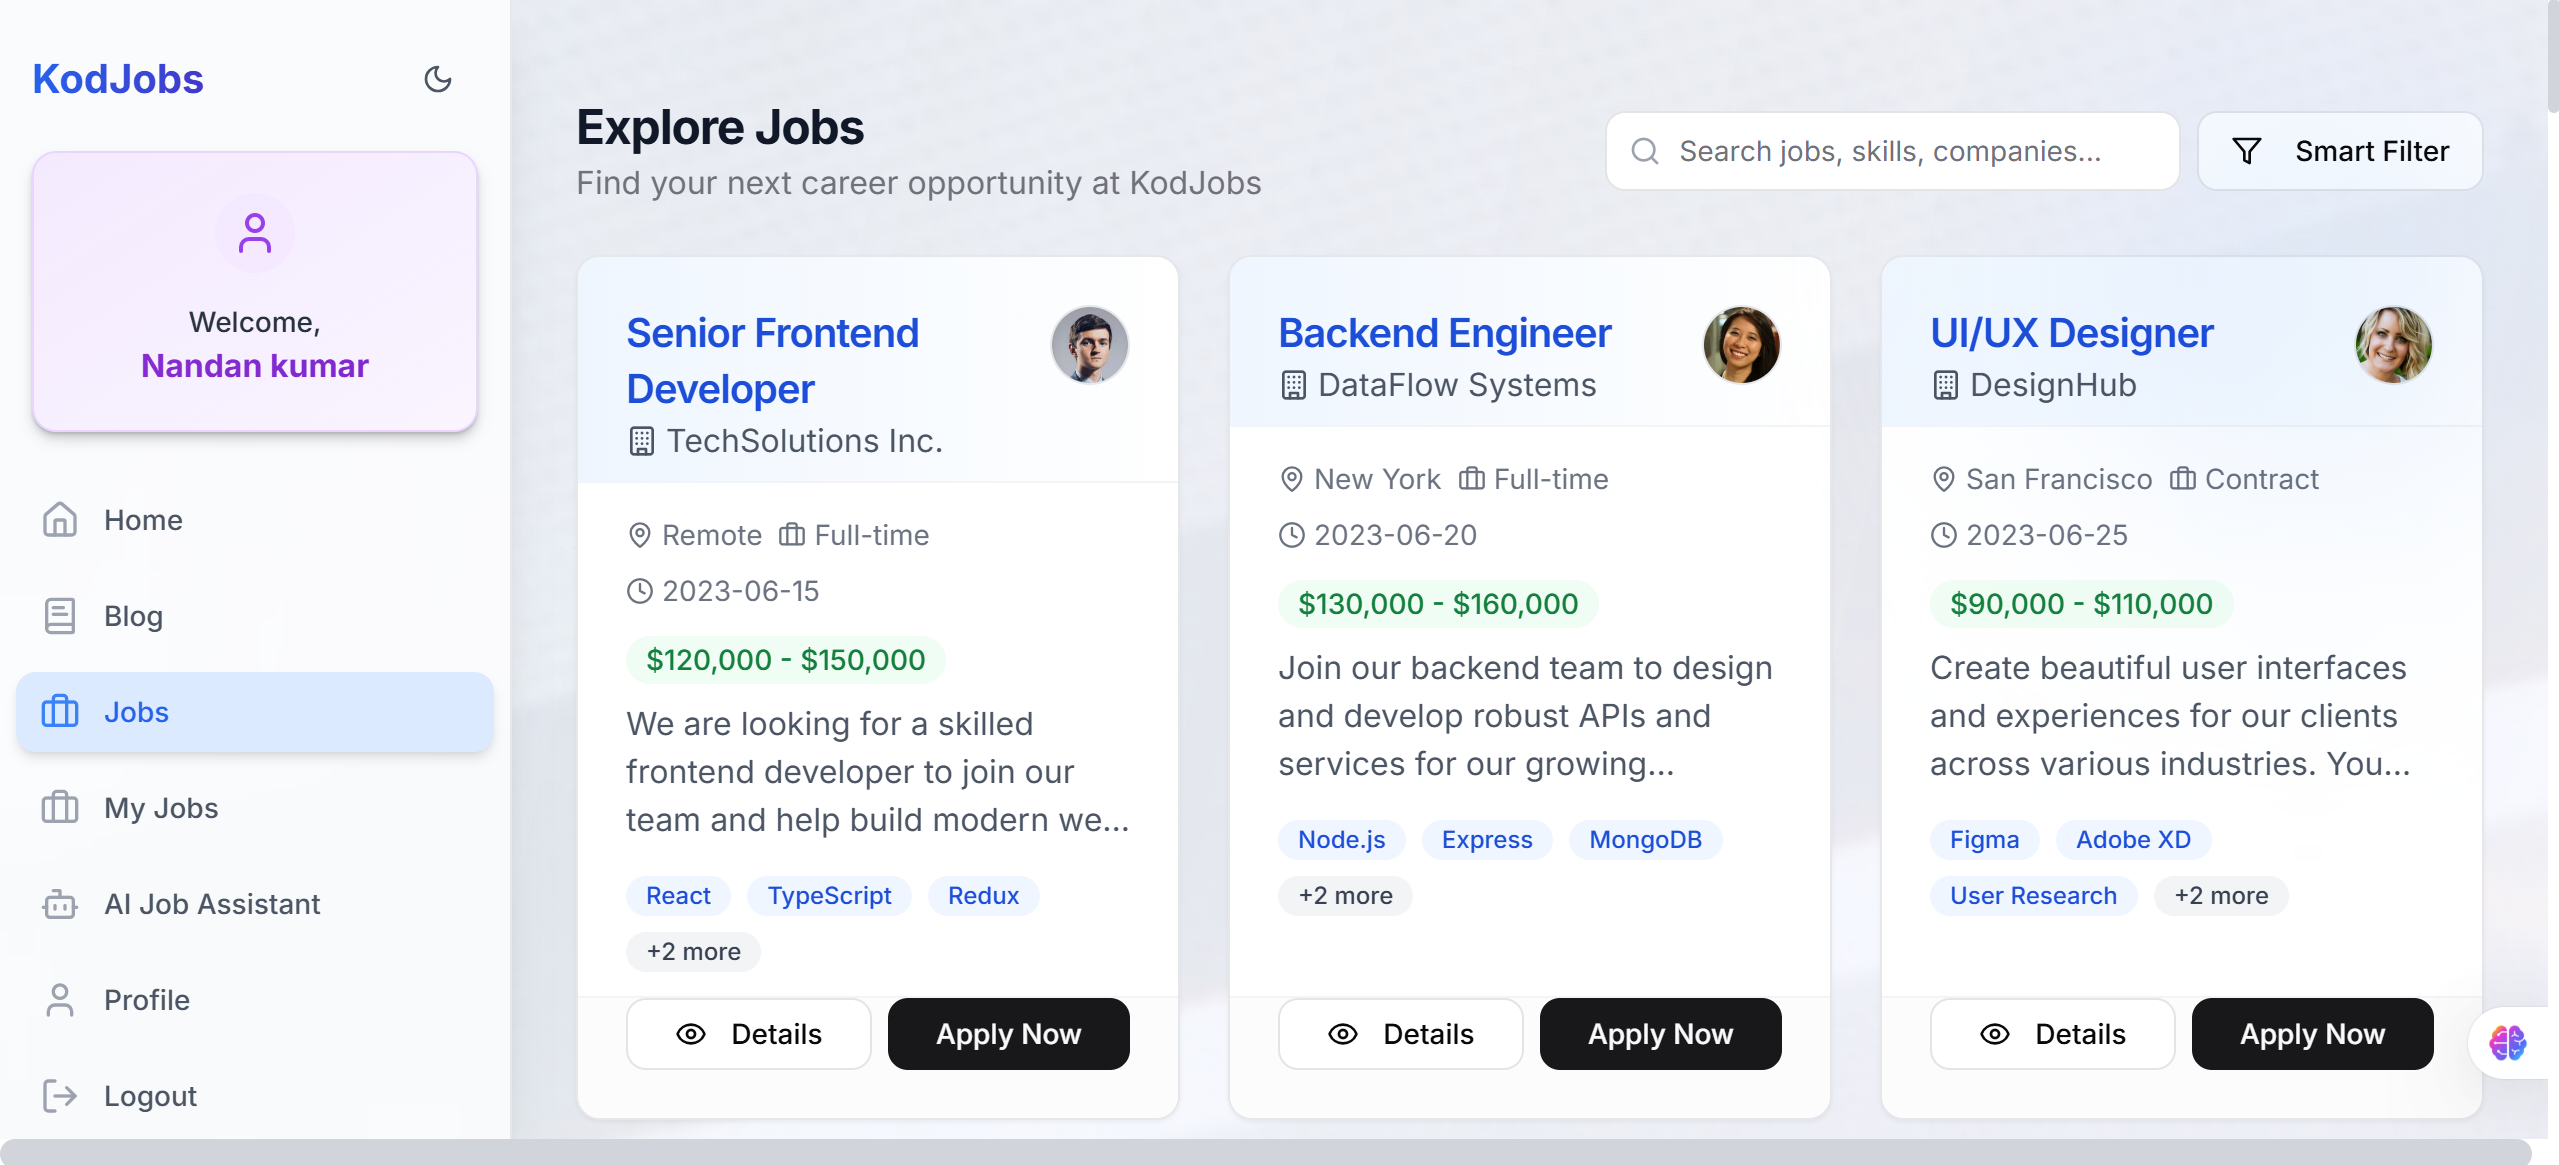 KodJobs
Welcome,
Nandan kumar
Home
Blog
Jobs
My Jobs
AI Job Assistant
Profile
Logout
Explore Jobs
Find your next career opportunity at KodJobs
Search jobs, skills, companies...
Smart Filter
Senior Frontend
Developer
TechSolutions Inc.
Remote Full-time
2023-06-15
$120,000 - $150,000
We are looking for a skilled
frontend developer to join our
team and help build modern we...
React TypeScript Redux
+2 more
Details Apply Now
Backend Engineer
DataFlow Systems
New York Full-time
2023-06-20
$130,000 - $160,000
Join our backend team to design
and develop robust APIs and
services for our growing...
Node.js Express MongoDB
+2 more
Details Apply Now
UI/UX Designer
DesignHub
San Francisco Contract
2023-06-25
$90,000 - $110,000
Create beautiful user interfaces
and experiences for our clients
across various industries. You...
Figma Adobe XD
User Research +2 more
Details Apply Now